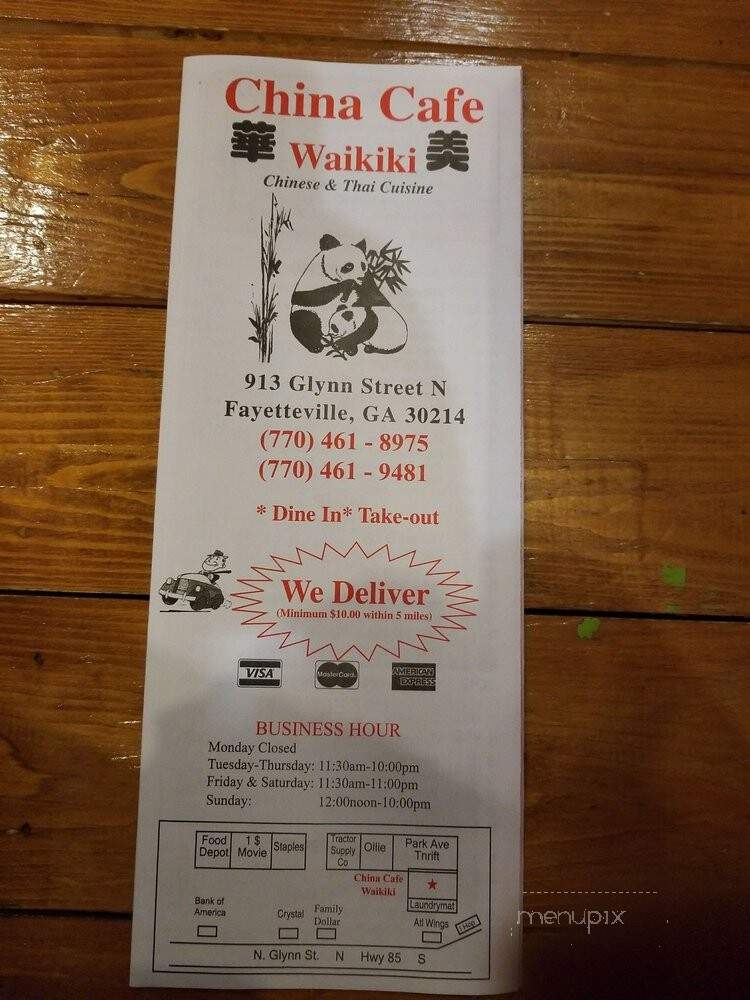 China Cafe
華 Waikiki 美
Chinese & Thai Cuisine
913 Glynn Street N
Fayetteville, GA 30214
(770) 461 - 8975
(770) 461 - 9481
* Dine In* Take-out
We Deliver
(Minimum $10.00 within 5 miles)
VISA
MasterCard
AMERICAN
EXPRESS
BUSINESS HOUR
Monday Closed
Tuesday-Thursday: 11:30am-10:00pm
Friday & Saturday: 11:30am-11:00pm
Sunday: 12:00noon-10:00pm
Food
Depot
1 $
Movie
Staples
Tractor
Supply
Co
Ollie
Park Ave
Thrift
China Cafe
Waikiki
Laundrymat
Bank of
America
Crystal
Family
Dollar
Atl Wings
I Hop
N. Glynn St. N Hwy 85 S
menupix